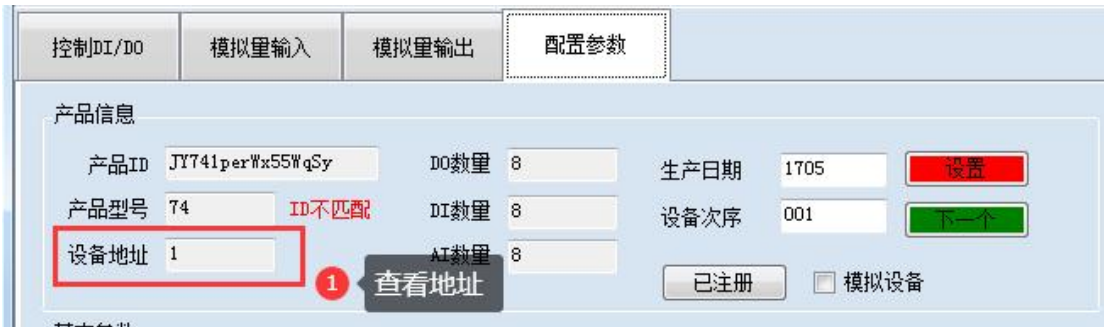 控制DI/DO 模拟量输入 模拟量输出 配置参数
产品信息
产品ID JY741perWx55WqSy DO数量 8 生产日期 1705 设置
产品型号 74 ID不匹配 DI数量 8 设备次序 001 下一个
设备地址 1 AI数量 8
1 查看地址 已注册 模拟设备